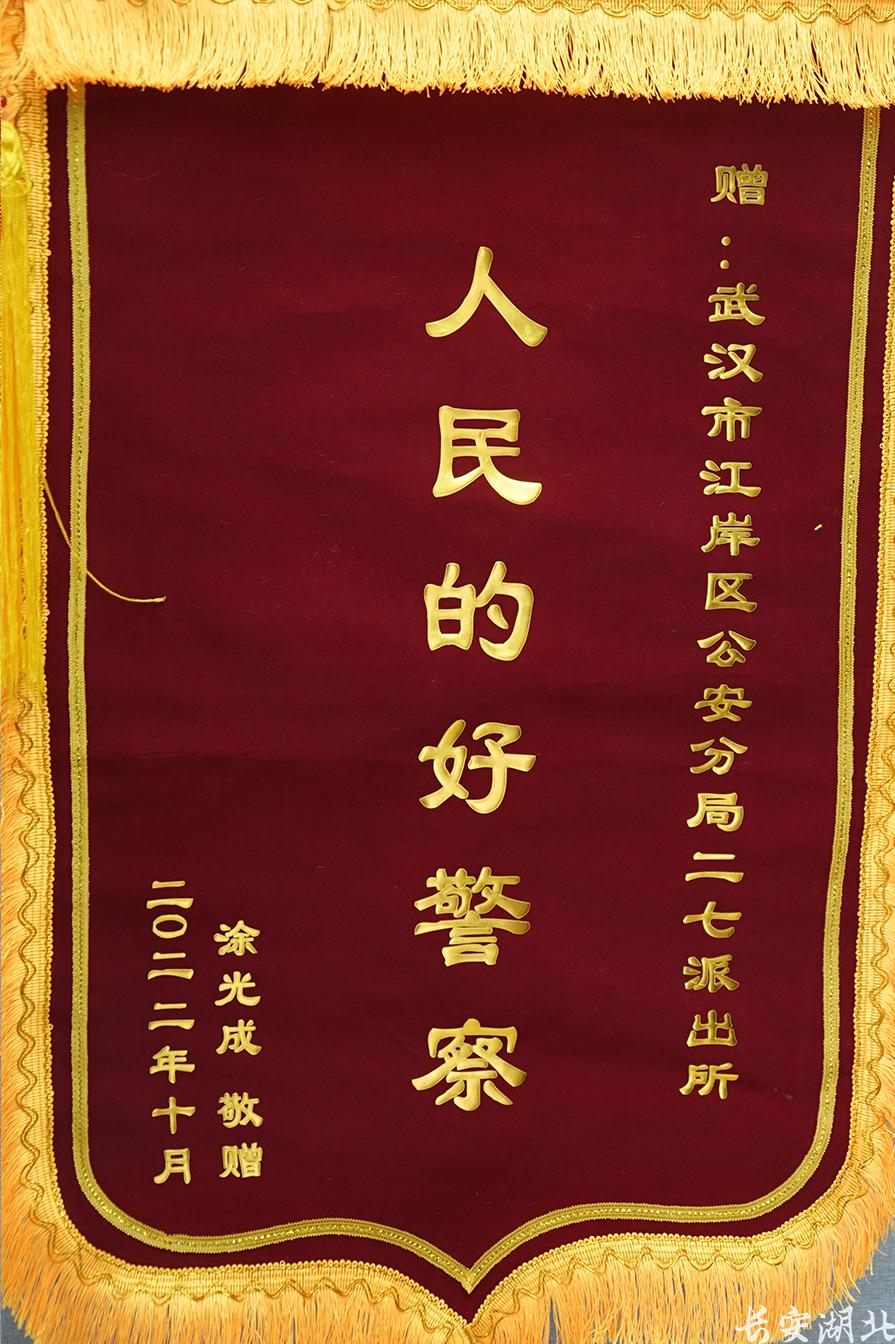 赠:武汉市江岸区公安分局二七派出所
人民的好警察
涂光成 敬赠
二〇二二年十月
长安湖北